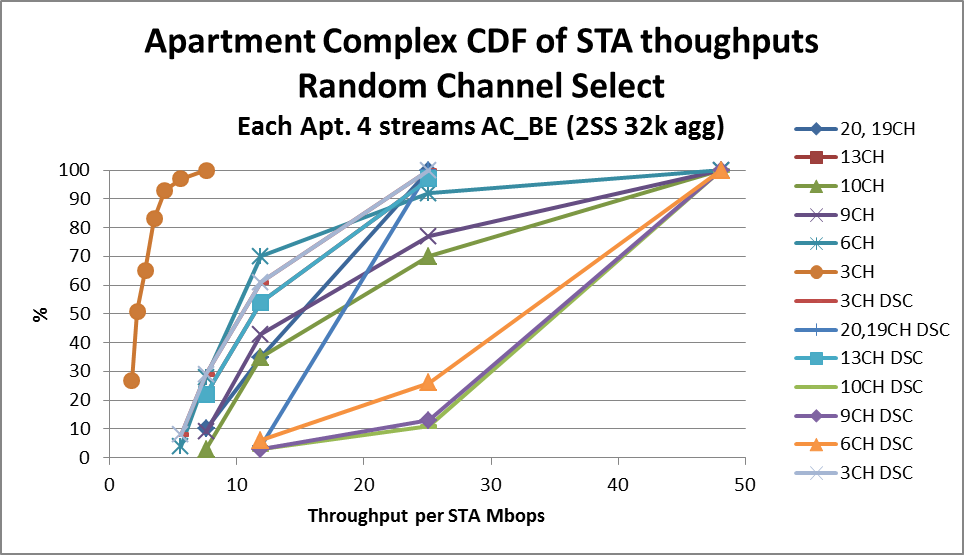 Apartment Complex CDF of STA thoughputs
Random Channel Select
Each Apt. 4 streams AC_BE (2SS 32k agg)
100
90
80
70
60
50
40
30
20
10
0
%
0
10
20
30
40
50
Throughput per STA Mbops
20, 19CH
13CH
10CH
9CH
6CH
3CH
3CH DSC
20,19CH DSC
13CH DSC
10CH DSC
9CH DSC
6CH DSC
3CH DSC